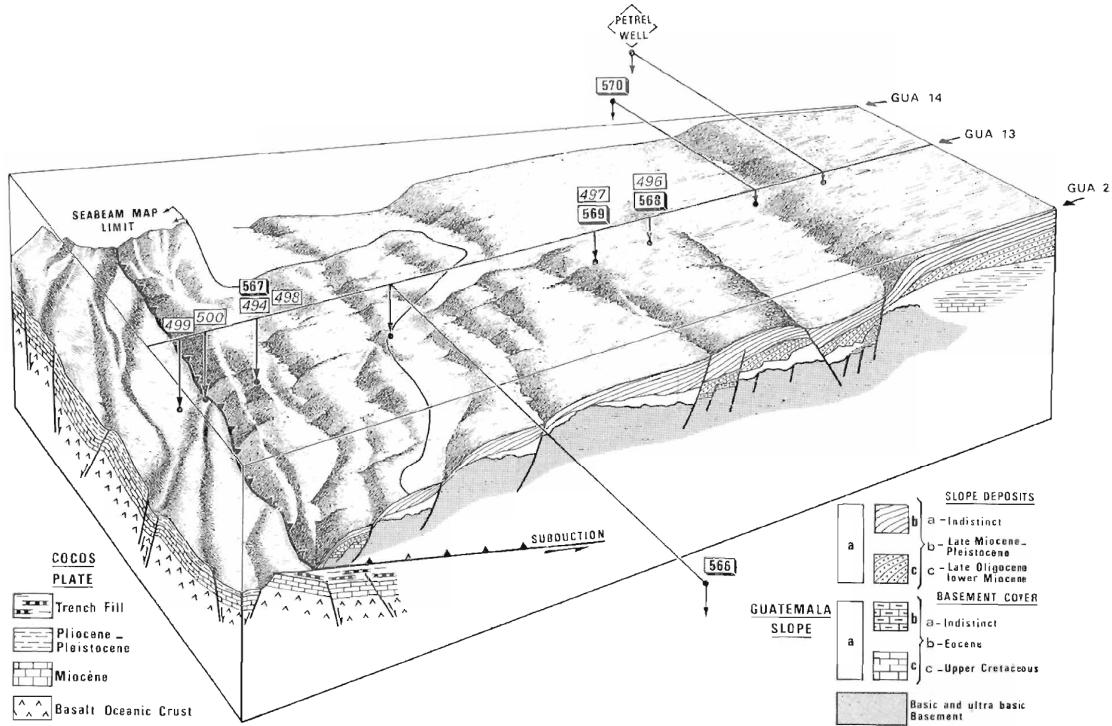 PETREL
WELL
570
GUA 14
GUA 13
GUA 2
SEABEAM MAP
LIMIT
497
569
496
568
567
494
498
499
500
SUBDUCTION
566
COCOS
PLATE
Trench Fill
Pliocene _
Pleistocene
Miocène
Basalt Oceanic Crust
GUATEMALA
SLOPE
SLOPE DEPOSITS
a
b
c
a - Indistinct
b - Late Miocene_
Pleistocene
c - Late Oligocene
lower Miocene
BASEMENT COVER
a
b
c
a - Indistinct
b - Eocene
c - Upper Cretaceous
Basic and ultra basic
Basement